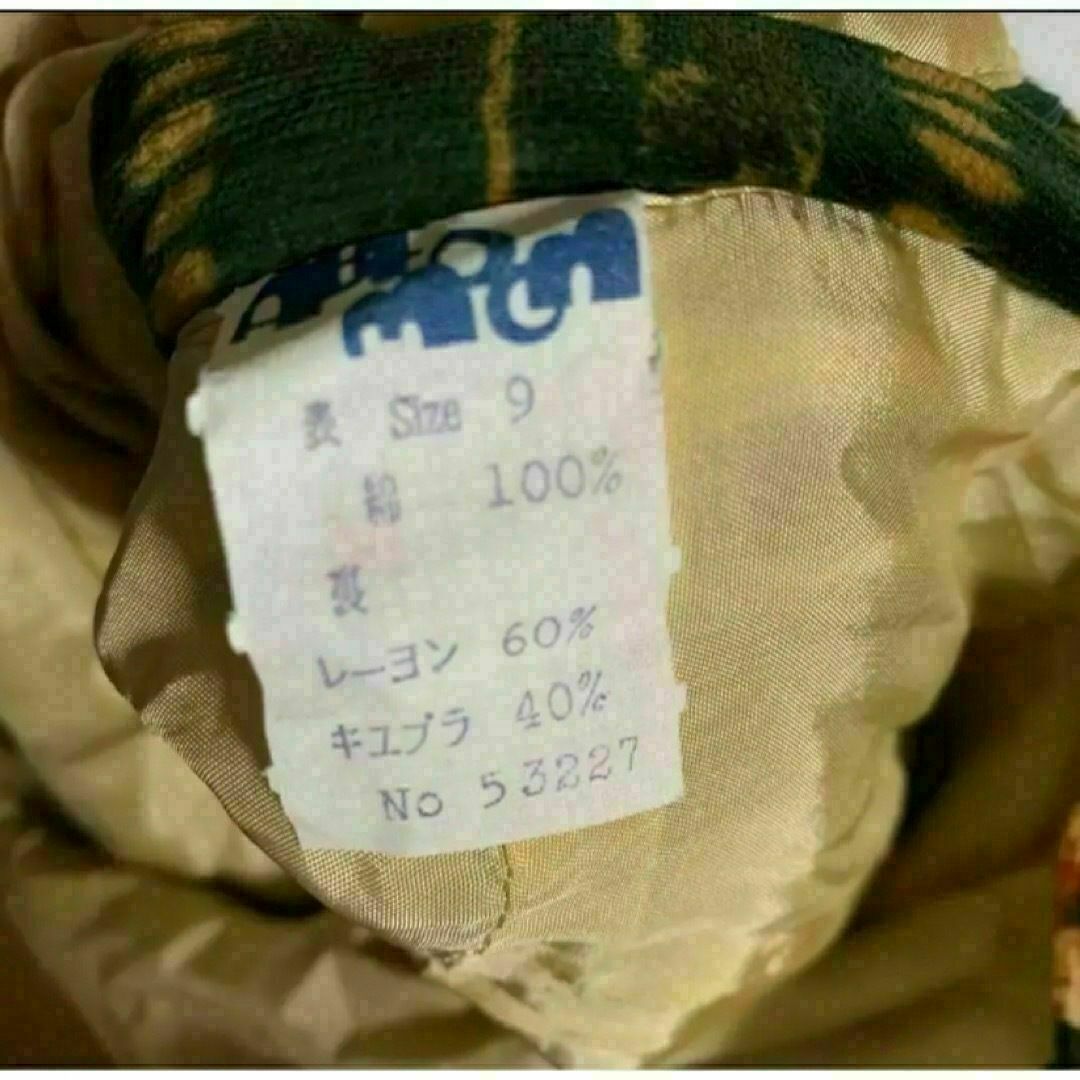 表 Size 9
綿 100%
裏
レーヨン 60%
キュプラ 40%
No 53227